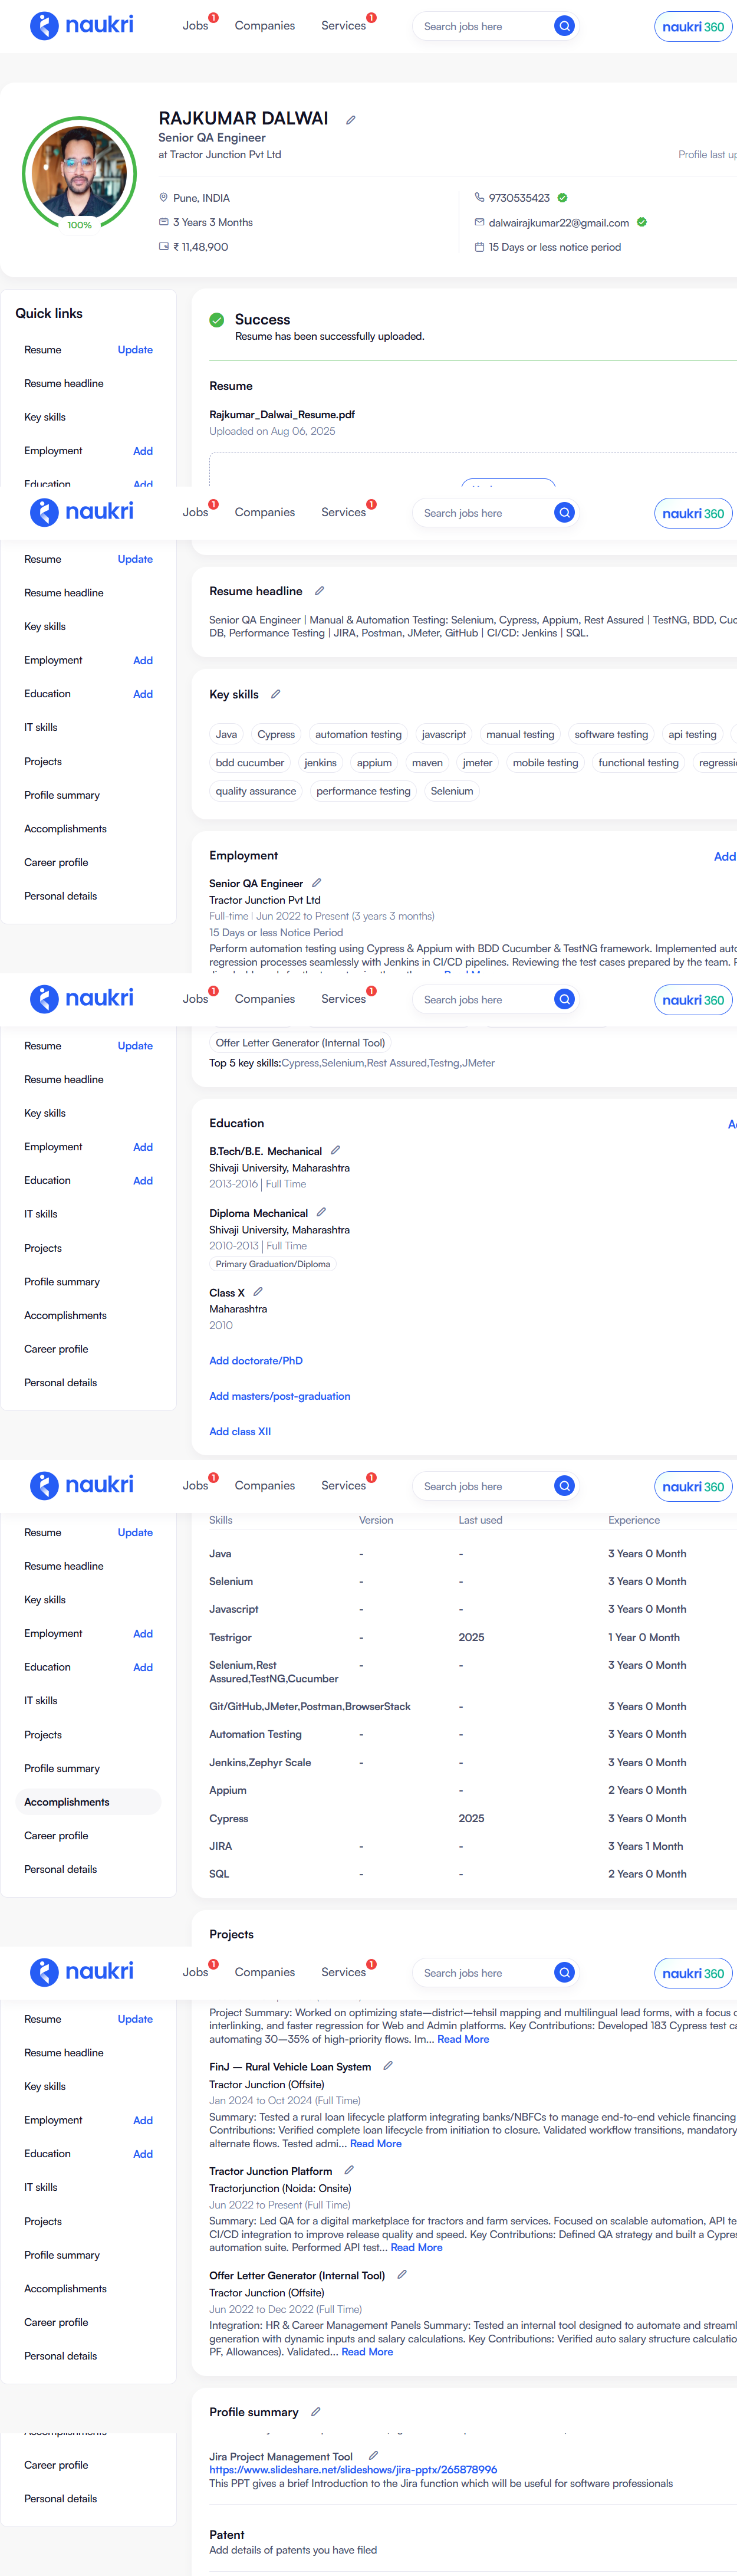 naukri Jobs 1 Companies Services 1 Search jobs here naukri 360
RAJKUMAR DALWAI
Senior QA Engineer
at Tractor Junction Pvt Ltd
Profile last
100%
Pune, INDIA
3 Years 3 Months
₹ 11,48,900
9730535423
dalwairajkumar22@gmail.com
15 Days or less notice period
Quick links
Resume Update
Resume headline
Key skills
Employment Add
Education Add
Success
Resume has been successfully uploaded.
Resume
Rajkumar_Dalwai_Resume.pdf
Uploaded on Aug 06, 2025
naukri Jobs 1 Companies Services 1 Search jobs here naukri 360
Resume Update
Resume headline
Key skills
Employment Add
Education Add
IT skills
Projects
Profile summary
Accomplishments
Career profile
Personal details
Resume headline
Senior QA Engineer | Manual & Automation Testing: Selenium, Cypress, Appium, Rest Assured | TestNG, BDD,
DB, Performance Testing | JIRA, Postman, JMeter, GitHub | CI/CD: Jenkins | SQL.
Key skills
Java Cypress automation testing javascript manual testing software testing api testing
bdd cucumber jenkins appium maven jmeter mobile testing functional testing
quality assurance performance testing Selenium
Employment Add
Senior QA Engineer
Tractor Junction Pvt Ltd
Full-time | Jun 2022 to Present (3 years 3 months)
15 Days or less Notice Period
Perform automation testing using Cypress & Appium with BDD Cucumber & TestNG framework. Implemented
regression processes seamlessly with Jenkins in CI/CD pipelines. Reviewing the test cases prepared by the team.
naukri Jobs 1 Companies Services 1 Search jobs here naukri 360
Resume Update
Resume headline
Key skills
Employment Add
Education Add
IT skills
Projects
Profile summary
Accomplishments
Career profile
Personal details
Offer Letter Generator (Internal Tool)
Top 5 key skills:Cypress,Selenium,Rest Assured,Testng,JMeter
Education
B.Tech/B.E. Mechanical
Shivaji University, Maharashtra
2013-2016 | Full Time
Diploma Mechanical
Shivaji University, Maharashtra
2010-2013 | Full Time
Primary Graduation/Diploma
Class X
Maharashtra
2010
Add doctorate/PhD
Add masters/post-graduation
Add class XII
naukri Jobs 1 Companies Services 1 Search jobs here naukri 360
Resume Update
Resume headline
Key skills
Employment Add
Education Add
IT skills
Projects
Profile summary
Accomplishments
Career profile
Personal details
Skills Version Last used Experience
Java - - 3 Years 0 Month
Selenium - - 3 Years 0 Month
Javascript - - 3 Years 0 Month
Testrigor - 2025 1 Year 0 Month
Selenium,Rest - - 3 Years 0 Month
Assured,TestNG,Cucumber
Git/GitHub,JMeter,Postman,BrowserStack - 3 Years 0 Month
Automation Testing - - 3 Years 0 Month
Jenkins,Zephyr Scale - - 3 Years 0 Month
Appium - 2 Years 0 Month
Cypress 2025 3 Years 0 Month
JIRA - - 3 Years 1 Month
SQL - - 2 Years 0 Month
Projects
naukri Jobs 1 Companies Services 1 Search jobs here naukri 360
Resume Update
Resume headline
Key skills
Employment Add
Education Add
IT skills
Projects
Profile summary
Accomplishments
Career profile
Personal details
Project Summary: Worked on optimizing state–district–tehsil mapping and multilingual lead forms, with a focus
interlinking, and faster regression for Web and Admin platforms. Key Contributions: Developed 183 Cypress test
automating 30–35% of high-priority flows. Im... Read More
FinJ – Rural Vehicle Loan System
Tractor Junction (Offsite)
Jan 2024 to Oct 2024 (Full Time)
Summary: Tested a rural loan lifecycle platform integrating banks/NBFCs to manage end-to-end vehicle financing
Contributions: Verified complete loan lifecycle from initiation to closure. Validated workflow transitions, mandatory
alternate flows. Tested admi... Read More
Tractor Junction Platform
Tractorjunction (Noida: Onsite)
Jun 2022 to Present (Full Time)
Summary: Led QA for a digital marketplace for tractors and farm services. Focused on scalable automation, API
CI/CD integration to improve release quality and speed. Key Contributions: Defined QA strategy and built a
automation suite. Performed API test... Read More
Offer Letter Generator (Internal Tool)
Tractor Junction (Offsite)
Jun 2022 to Dec 2022 (Full Time)
Integration: HR & Career Management Panels Summary: Tested an internal tool designed to automate and
generation with dynamic inputs and salary calculations. Key Contributions: Verified auto salary structure
PF, Allowances). Validated... Read More
Profile summary
Career profile
Personal details
Jira Project Management Tool
https://www.slideshare.net/slideshows/jira-pptx/265878996
This PPT gives a brief Introduction to the Jira function which will be useful for software professionals
Patent
Add details of patents you have filed